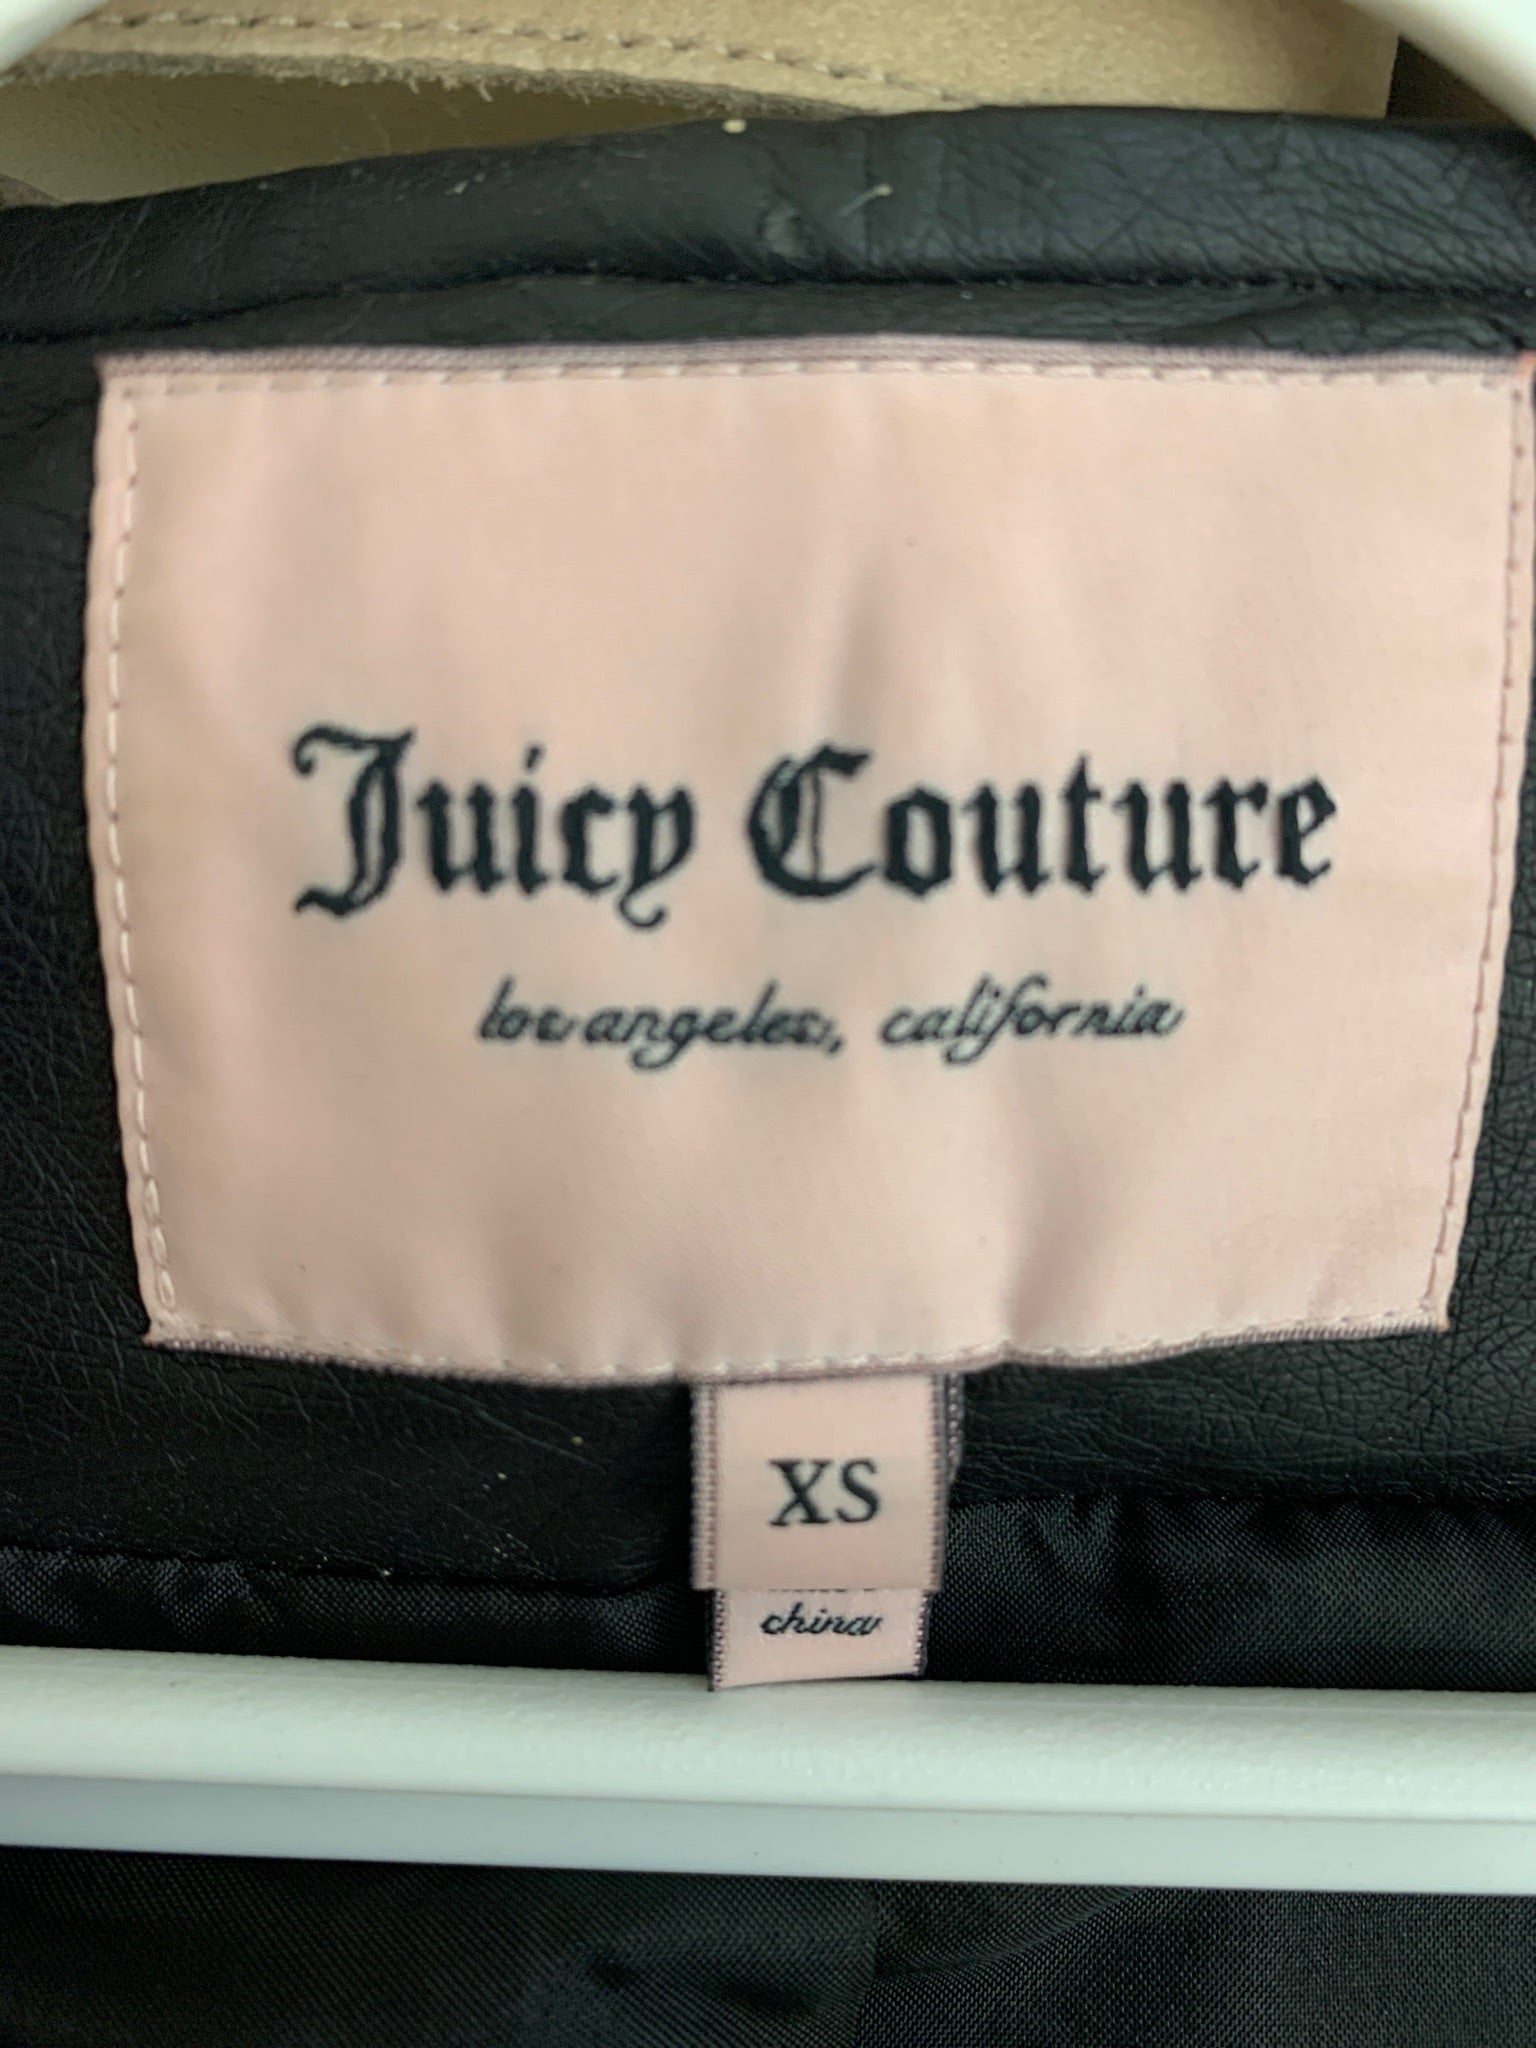 Juicy Couture
los angeles, california
XS
china